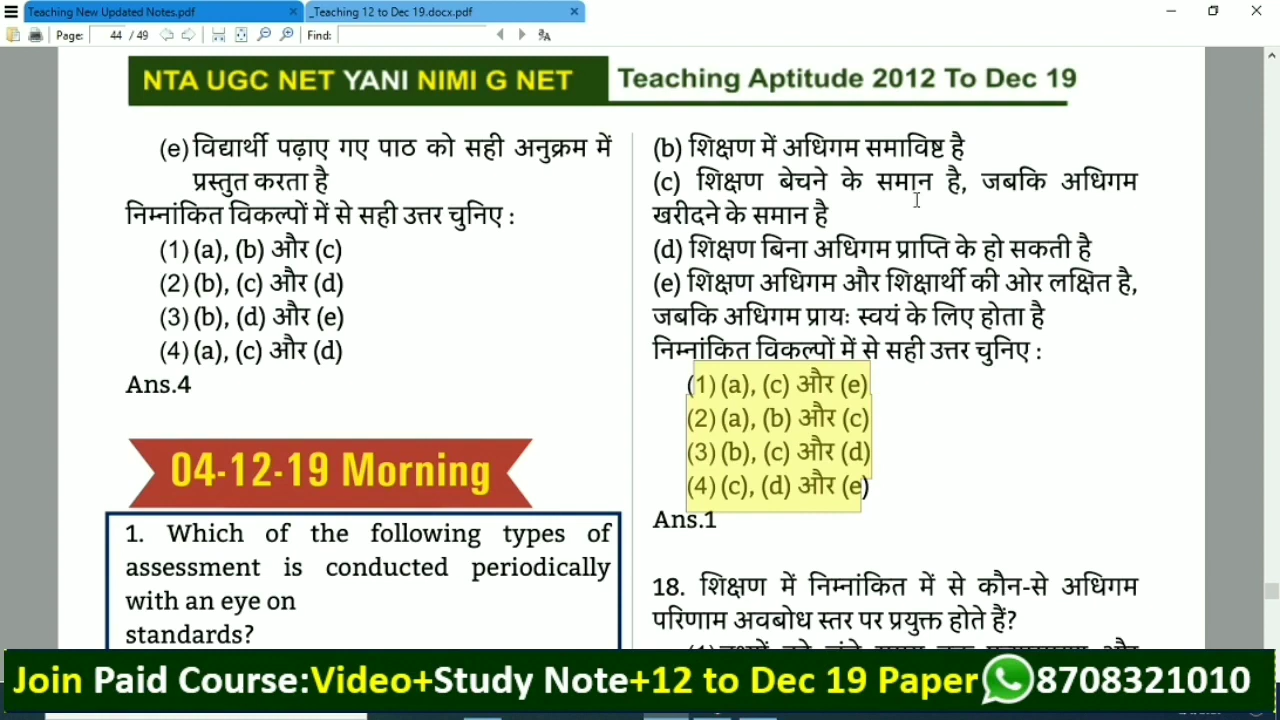 Teaching New Updated Notes.pdf
_Teaching 12 to Dec 19.docx.pdf
Page: 44 / 49 Find:
NTA UGC NET YANI NIMI G NET
Teaching Aptitude 2012 To Dec 19
(e) विद्यार्थी पढ़ाए गए पाठ को सही अनुक्रम में
प्रस्तुत करता है
निम्नांकित विकल्पों में से सही उत्तर चुनिए :
(1) (a), (b) और (c)
(2) (b), (c) और (d)
(3) (b), (d) और (e)
(4) (a), (c) और (d)
Ans.4
04-12-19 Morning
1. Which of the following types of
assessment is conducted periodically
with an eye on
standards?
(b) शिक्षण में अधिगम समाविष्ट है
(c) शिक्षण बेचने के समान है, जबकि अधिगम
खरीदने के समान है
(d) शिक्षण बिना अधिगम प्राप्ति के हो सकती है
(e) शिक्षण अधिगम और शिक्षार्थी की ओर लक्षित है,
जबकि अधिगम प्रायः स्वयं के लिए होता है
निम्नांकित विकल्पों में से सही उत्तर चुनिए :
(1) (a), (c) और (e)
(2) (a), (b) और (c)
(3) (b), (c) और (d)
(4) (c), (d) और (e)
Ans.1
18. शिक्षण में निम्नांकित में से कौन-से अधिगम
परिणाम अवबोध स्तर पर प्रयुक्त होते हैं?
Join Paid Course:Video+Study Note+12 to Dec 19 Paper 8708321010